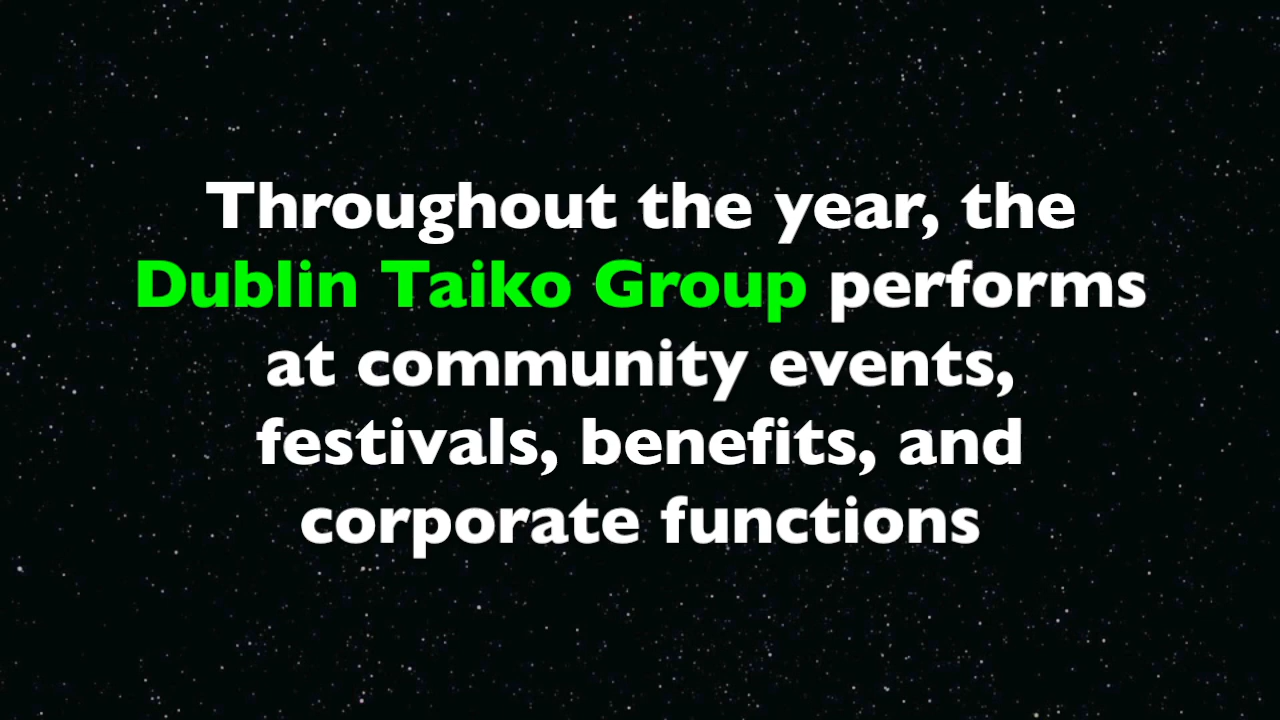 Throughout the year, the
Dublin Taiko Group performs
at community events,
festivals, benefits, and
corporate functions